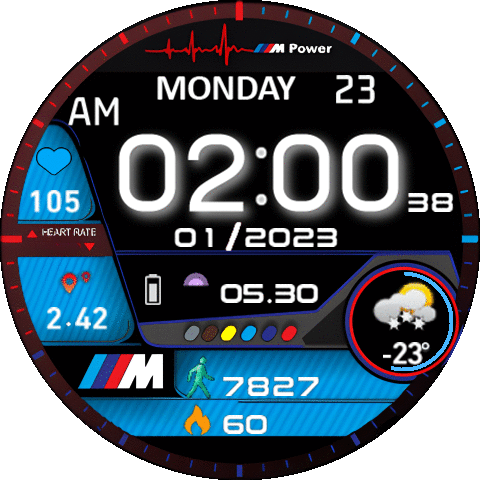 M Power
MONDAY 23
AM
02:00 38
105
01/2023
HEART RATE
05.30
2.42
-23°
M
7827
60